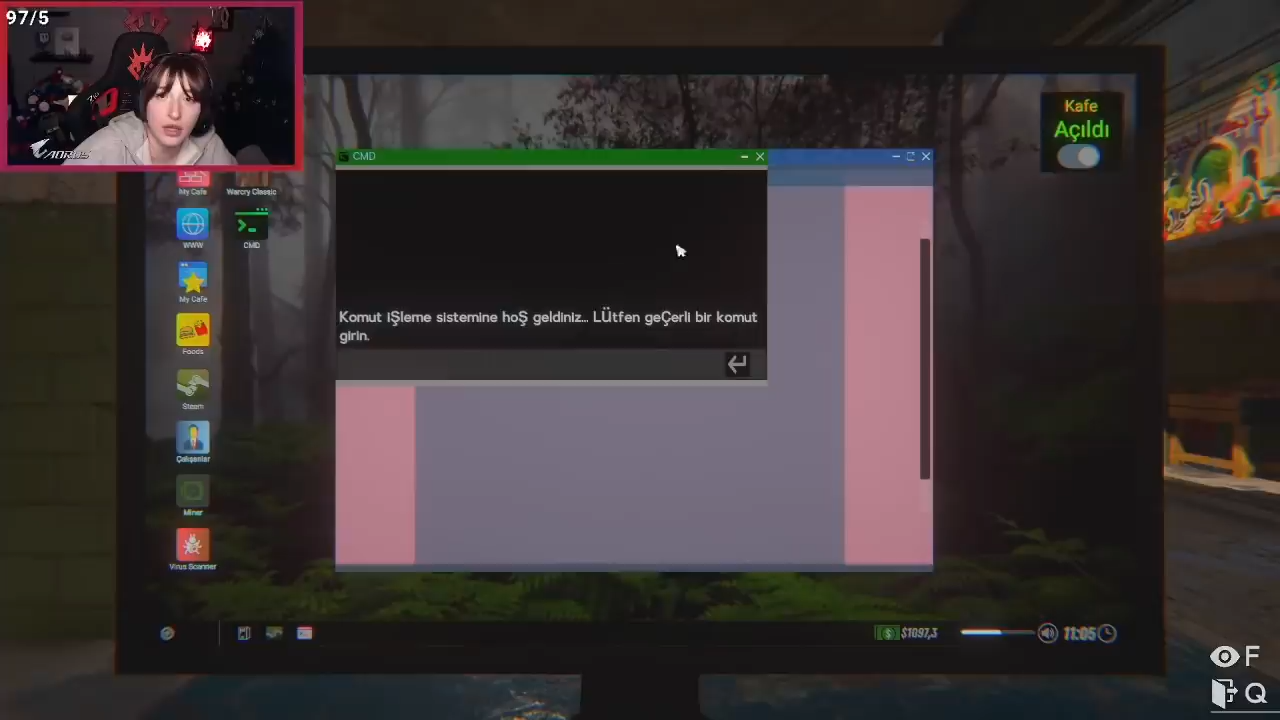 97/5
AORUS
Kafe
Açıldı
CMD
My Cafe
Warcry Classic
WWW
CMD
My Cafe
Komut işleme sistemine hoŞ geldiniz... LÜtfen geÇerli bir komut
girin.
Foods
Steam
Çalışanlar
Miner
Virus Scanner
$1097,3
11:05
F
Q